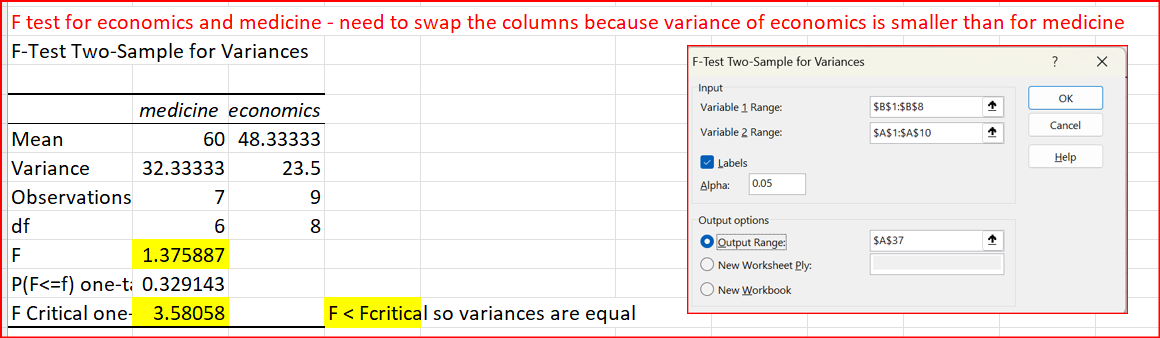 F test for economics and medicine - need to swap the columns because variance of economics is smaller than for medicine
F-Test Two-Sample for Variances
medicine economics
Mean 60 48.33333
Variance 32.33333 23.5
Observations 7 9
df 6 8
F 1.375887
P(F<=f) one-ta 0.329143
F Critical one- 3.58058 F < Fcritical so variances are equal
F-Test Two-Sample for Variances ? X
Input
Variable 1 Range: $B$1:$B$8
Variable 2 Range: $A$1:$A$10
Labels
Alpha: 0.05
Output options
Output Range: $A$37
New Worksheet Ply:
New Workbook
OK
Cancel
Help